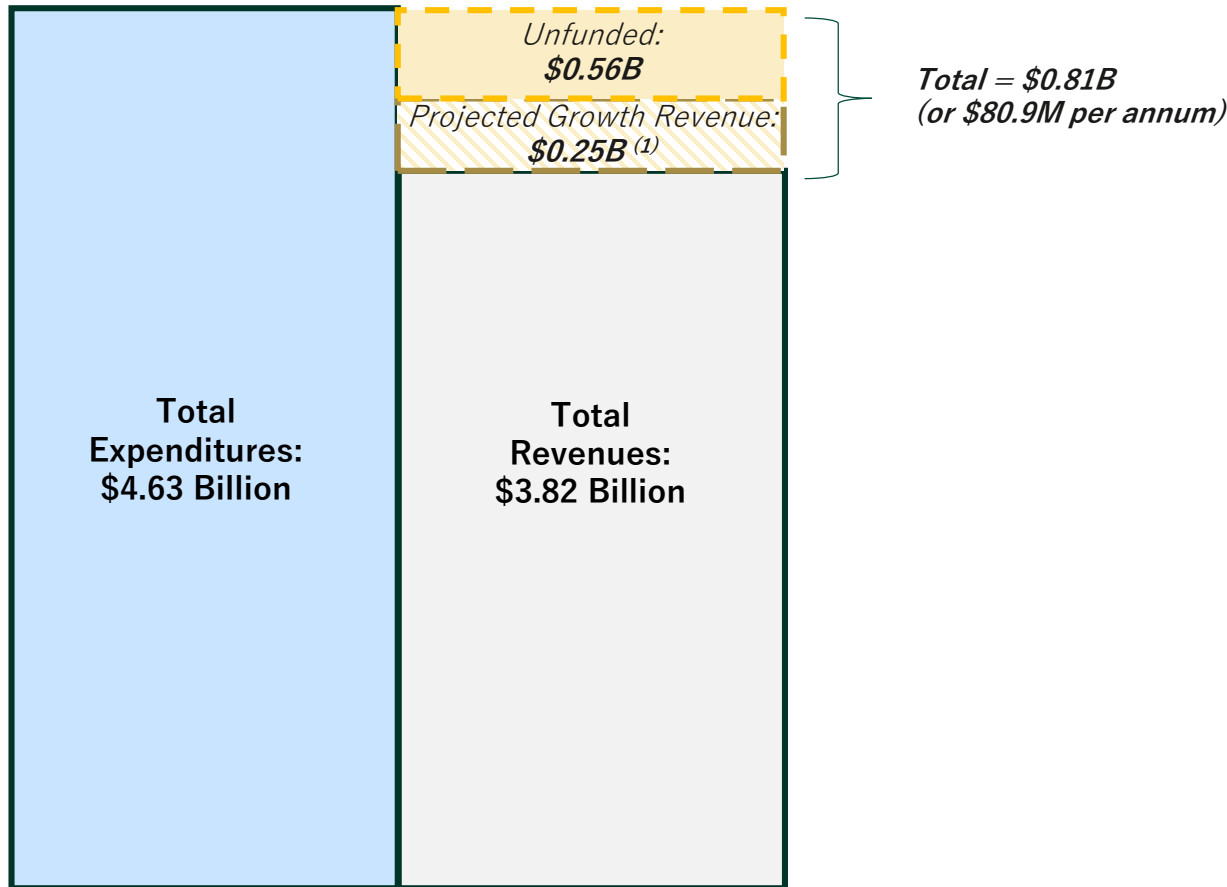 Unfunded:
$0.56B
Projected Growth Revenue:
$0.25B (1)
Total = $0.81B
(or $80.9M per annum)
Total
Expenditures:
$4.63 Billion
Total
Revenues:
$3.82 Billion